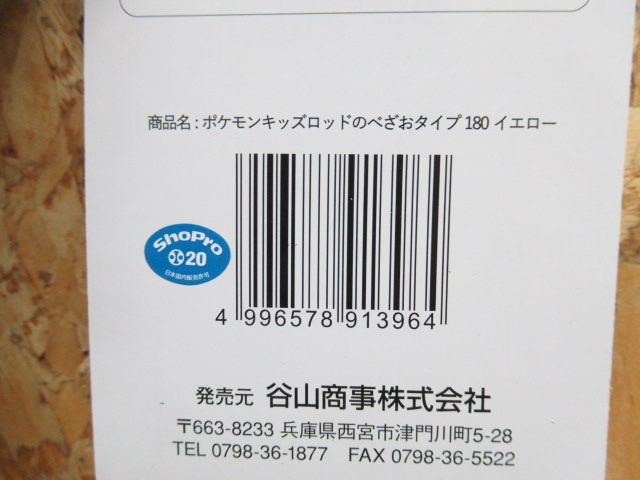 商品名：ポケモンキッズロッドのべざおタイプ 180 イエロー
ShoPro
20
日本国内販売許可
4 996578 913964
発売元 谷山商事株式会社
〒663-8233 兵庫県西宮市津門川町5-28
TEL 0798-36-1877 FAX 0798-36-5522